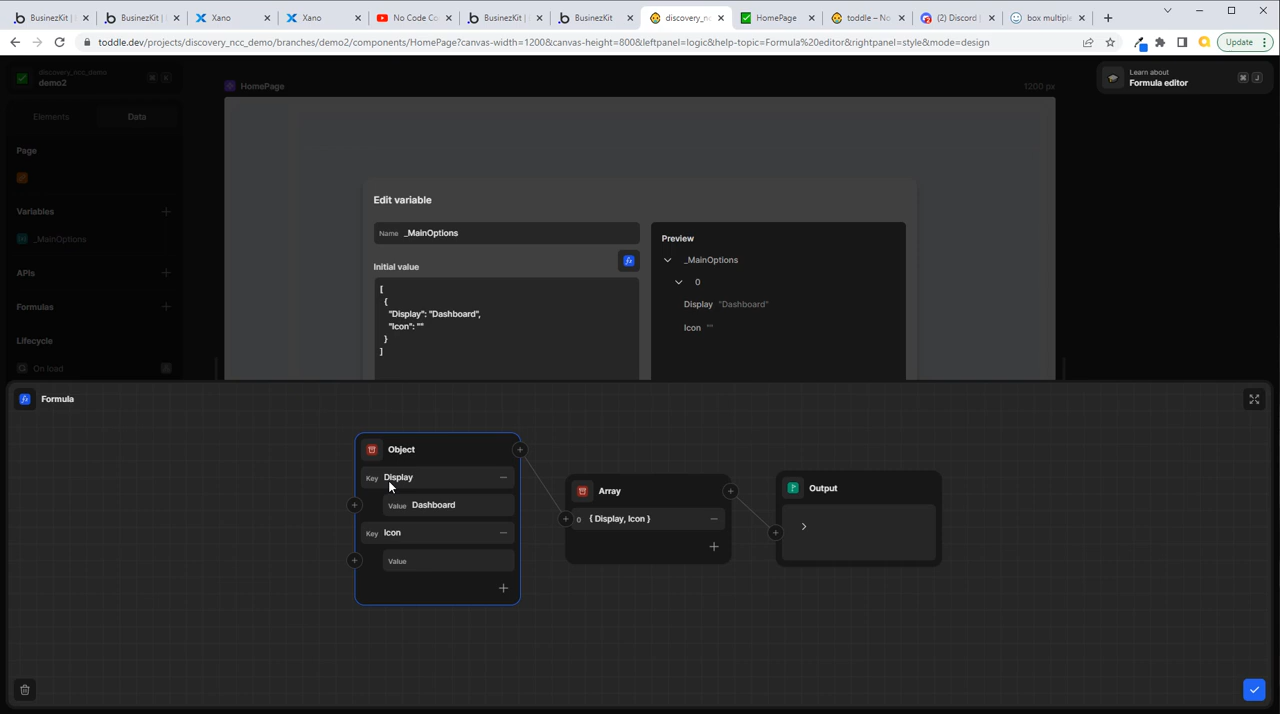 BusinezKit |
BusinezKit |
Xano
Xano
No Code Co
BusinezKit |
BusinezKit
discovery_nc
HomePage
toddle – No
(2) Discord |
box multiple
toddle.dev/projects/discovery_ncc_demo/branches/demo2/components/HomePage?canvas-width=1200&canvas-height=800&leftpanel=logic&help-topic=Formula%20editor&rightpanel=style&mode=design
Update
discovery_ncc_demo
demo2
⌘ K
HomePage
1200 px
Learn about
Formula editor
⌘ J
Elements
Data
Page
Variables
_MainOptions
APIs
Formulas
Lifecycle
On load
Edit variable
Name _MainOptions
Initial value
[
{
"Display": "Dashboard",
"Icon": ""
}
]
Preview
_MainOptions
0
Display "Dashboard"
Icon ""
Formula
Object
Key Display
Value Dashboard
Key Icon
Value
Array
0 { Display, Icon }
Output